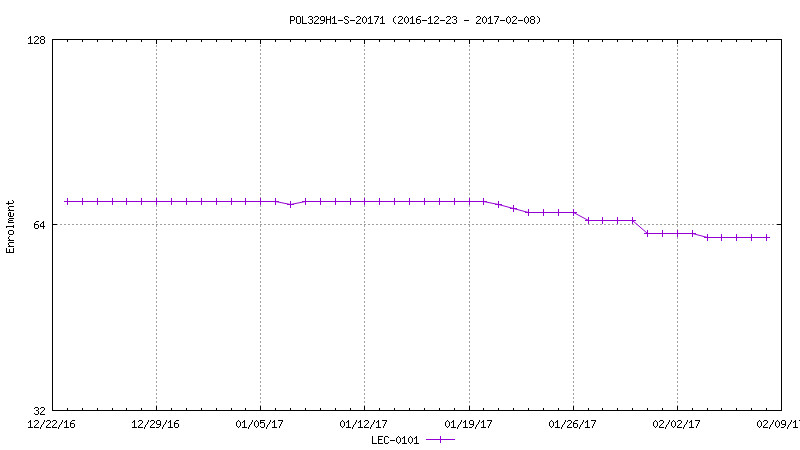 POL329H1-S-20171 (2016-12-23 - 2017-02-08)
128
64
32
Enrolment
12/22/16 12/29/16 01/05/17 01/12/17 01/19/17 01/26/17 02/02/17 02/09/17
LEC-0101